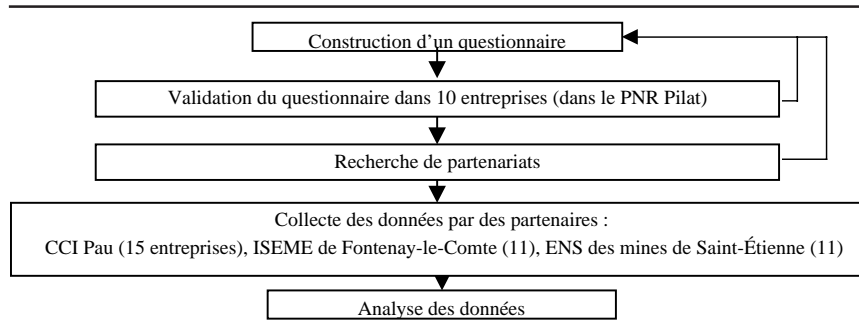 Construction d’un questionnaire
Validation du questionnaire dans 10 entreprises (dans le PNR Pilat)
Recherche de partenariats
Collecte des données par des partenaires :
CCI Pau (15 entreprises), ISEME de Fontenay-le-Comte (11), ENS des mines de Saint-Étienne (11)
Analyse des données